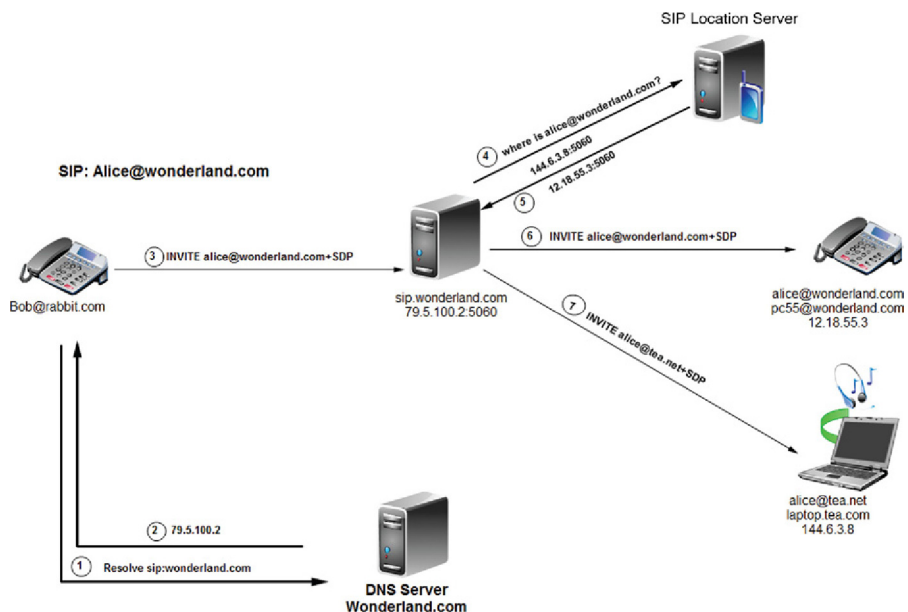 SIP Location Server
4 where is alice@wonderland.com?
144.6.3.8:5060
12.18.55.3:5060
5
SIP: Alice@wonderland.com
3 INVITE alice@wonderland.com+SDP
6 INVITE alice@wonderland.com+SDP
Bob@rabbit.com
sip.wonderland.com
79.5.100.2:5060
alice@wonderland.com
pc55@wonderland.com
12.18.55.3
7 INVITE alice@tea.net+SDP
alice@tea.net
laptop.tea.com
144.6.3.8
2 79.5.100.2
1 Resolve sip:wonderland.com
DNS Server
Wonderland.com